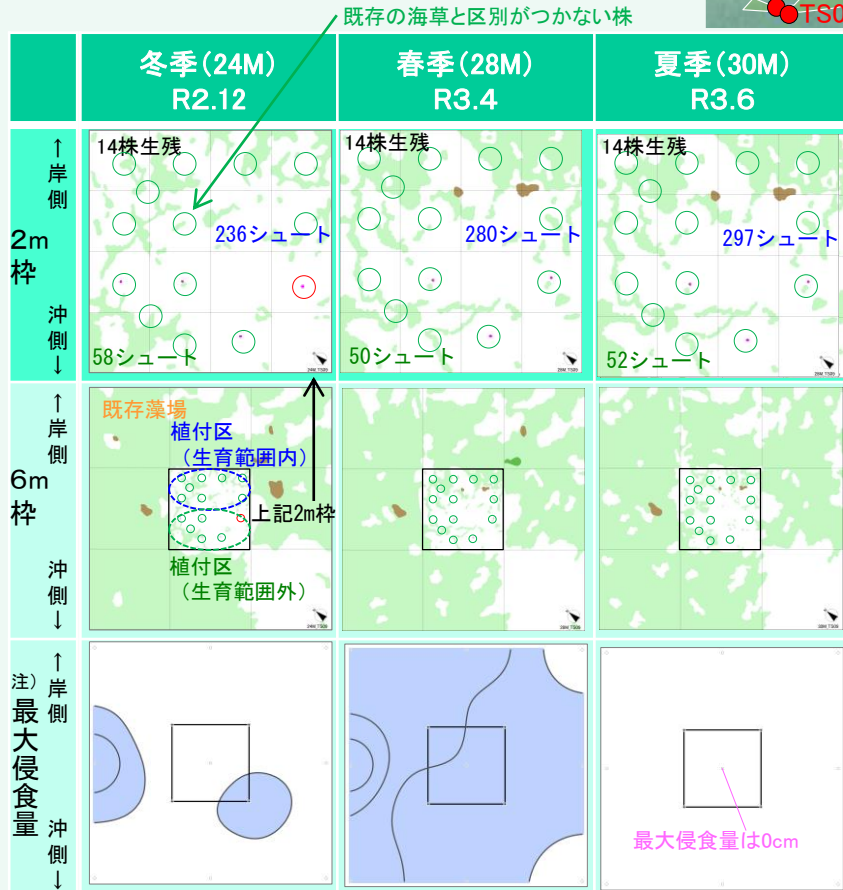 既存の海草と区別がつかない株
TS0
冬季(24M)
R2.12
春季(28M)
R3.4
夏季(30M)
R3.6
↑岸側
2m枠
沖側↓
14株生残
236シュート
58シュート
14株生残
280シュート
50シュート
14株生残
297シュート
52シュート
↑岸側
6m枠
沖側↓
既存藻場
植付区
(生育範囲内)
上記2m枠
植付区
(生育範囲外)
↑岸側
注)最大侵食量
沖側↓
最大侵食量は0cm